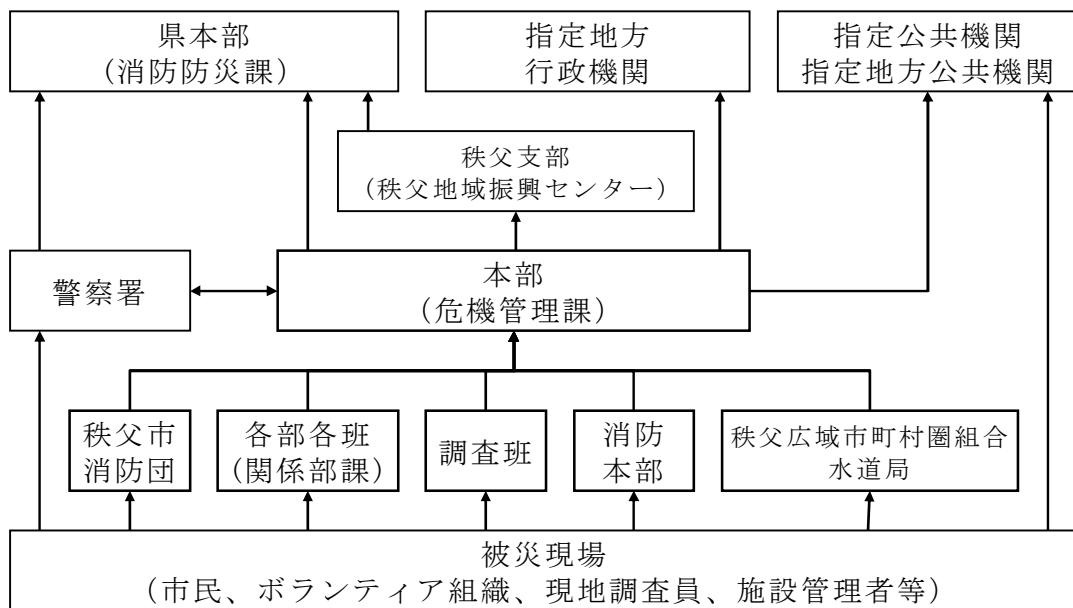 県本部
（消防防災課）
指定地方
行政機関
指定公共機関
指定地方公共機関
秩父支部
（秩父地域振興センター）
警察署
本部
（危機管理課）
秩父市
消防団
各部各班
（関係部課）
調査班
消防
本部
秩父広域市町村圏組合
水道局
被災現場
（市民、ボランティア組織、現地調査員、施設管理者等）